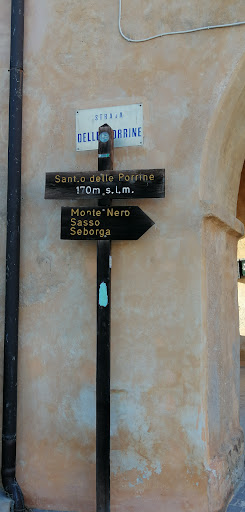 STRADA
DELLE PORRINE
Sant.o delle Porrine
170m.s.l.m.
Monte Nero
Sasso
Seborga